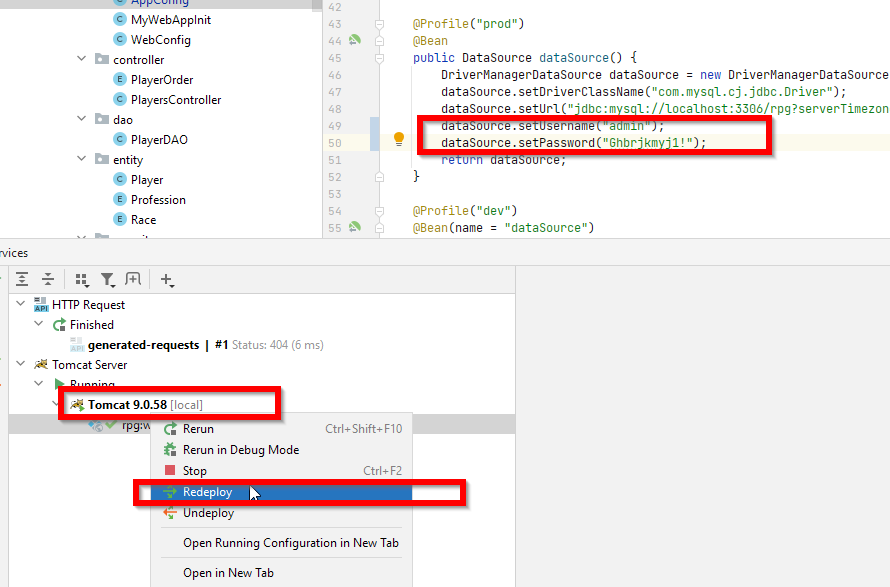 AppConfig
MyWebAppInit
WebConfig
controller
PlayerOrder
PlayersController
dao
PlayerDAO
entity
Player
Profession
Race
42
43 @Profile("prod")
44 @Bean
45 public DataSource dataSource() {
46 DriverManagerDataSource dataSource = new DriverManagerDataSource
47 dataSource.setDriverClassName("com.mysql.cj.jdbc.Driver");
48 dataSource.setUrl("jdbc:mysql://localhost:3306/rpg?serverTimezon
49 dataSource.setUsername("admin");
50 dataSource.setPassword("Ghbrjkmyj1!");
51 return dataSource;
52 }
53
54 @Profile("dev")
55 @Bean(name = "dataSource")
rvices
HTTP Request
API
Finished
generated-requests | #1 Status: 404 (6 ms)
API
Tomcat Server
Running
Tomcat 9.0.58 [local]
rpg:w
Rerun Ctrl+Shift+F10
Rerun in Debug Mode
Stop Ctrl+F2
Redeploy
Undeploy
Open Running Configuration in New Tab
Open in New Tab